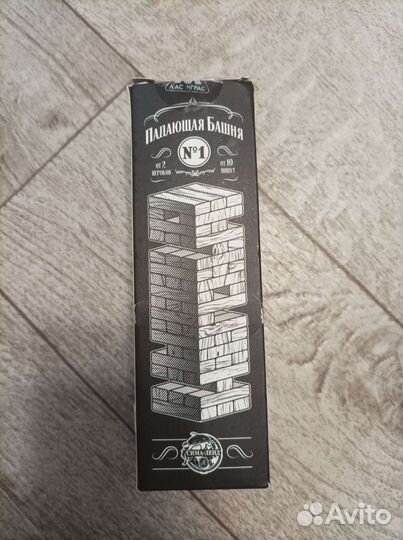 ЛАС ИГРАС
Падающая Башня
№1
от 2 игроков
от 10 минут
СИМА-ЛЕНД
Avito